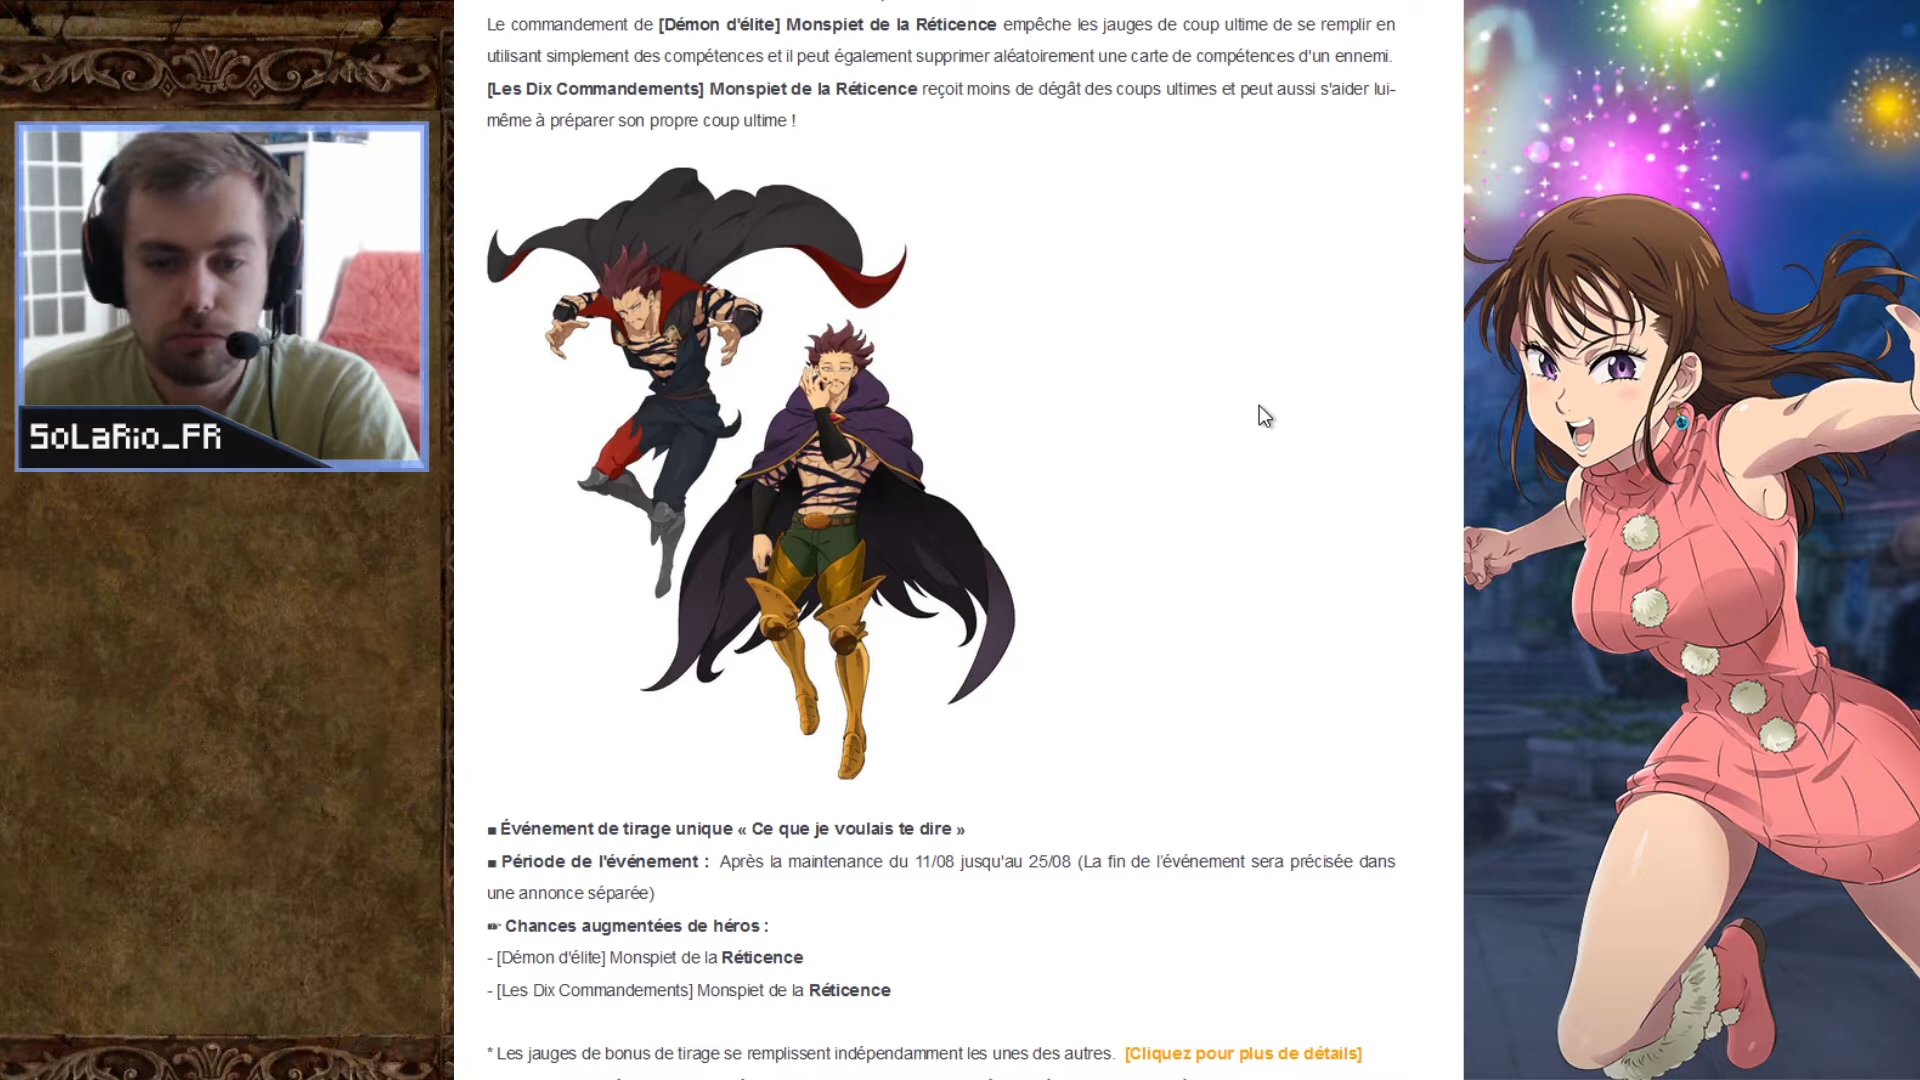 Le commandement de [Démon d'élite] Monspiet de la Réticence empêche les jauges de coup ultime de se remplir en
utilisant simplement des compétences et il peut également supprimer aléatoirement une carte de compétences d'un ennemi.
[Les Dix Commandements] Monspiet de la Réticence reçoit moins de dégât des coups ultimes et peut aussi s'aider lui-
même à préparer son propre coup ultime !
SoLaRio_FR
■ Événement de tirage unique « Ce que je voulais te dire »
■ Période de l'événement : Après la maintenance du 11/08 jusqu'au 25/08 (La fin de l'événement sera précisée dans
une annonce séparée)
☛ Chances augmentées de héros :
- [Démon d'élite] Monspiet de la Réticence
- [Les Dix Commandements] Monspiet de la Réticence
* Les jauges de bonus de tirage se remplissent indépendamment les unes des autres. [Cliquez pour plus de détails]